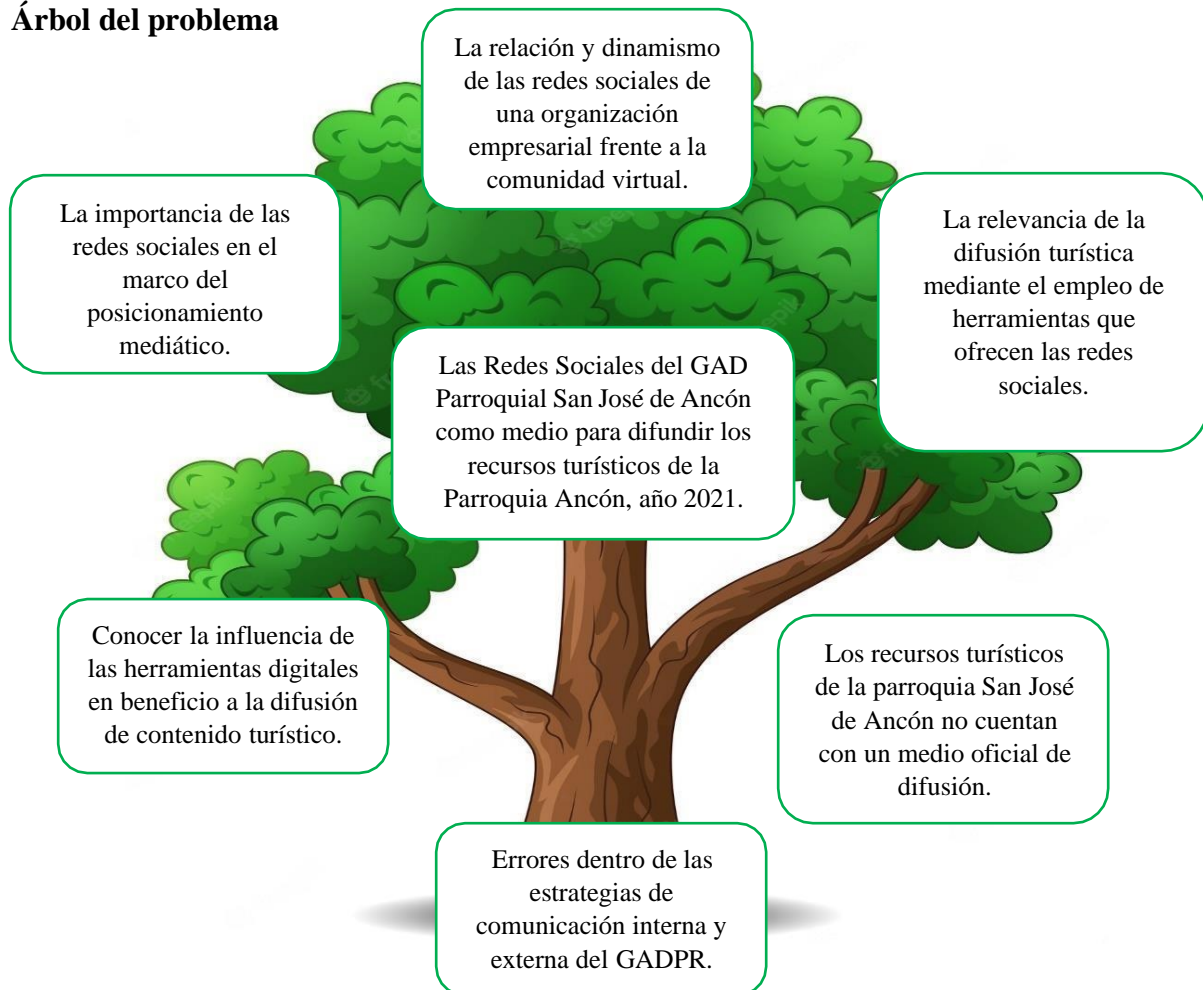 Árbol del problema
La relación y dinamismo
de las redes sociales de
una organización
empresarial frente a la
comunidad virtual.
La importancia de las
redes sociales en el
marco del
posicionamiento
mediático.
La relevancia de la
difusión turística
mediante el empleo de
herramientas que
ofrecen las redes
sociales.
Las Redes Sociales del GAD
Parroquial San José de Ancón
como medio para difundir los
recursos turísticos de la
Parroquia Ancón, año 2021.
Conocer la influencia de
las herramientas digitales
en beneficio a la difusión
de contenido turístico.
Los recursos turísticos
de la parroquia San José
de Ancón no cuentan
con un medio oficial de
difusión.
Errores dentro de las
estrategias de
comunicación interna y
externa del GADPR.